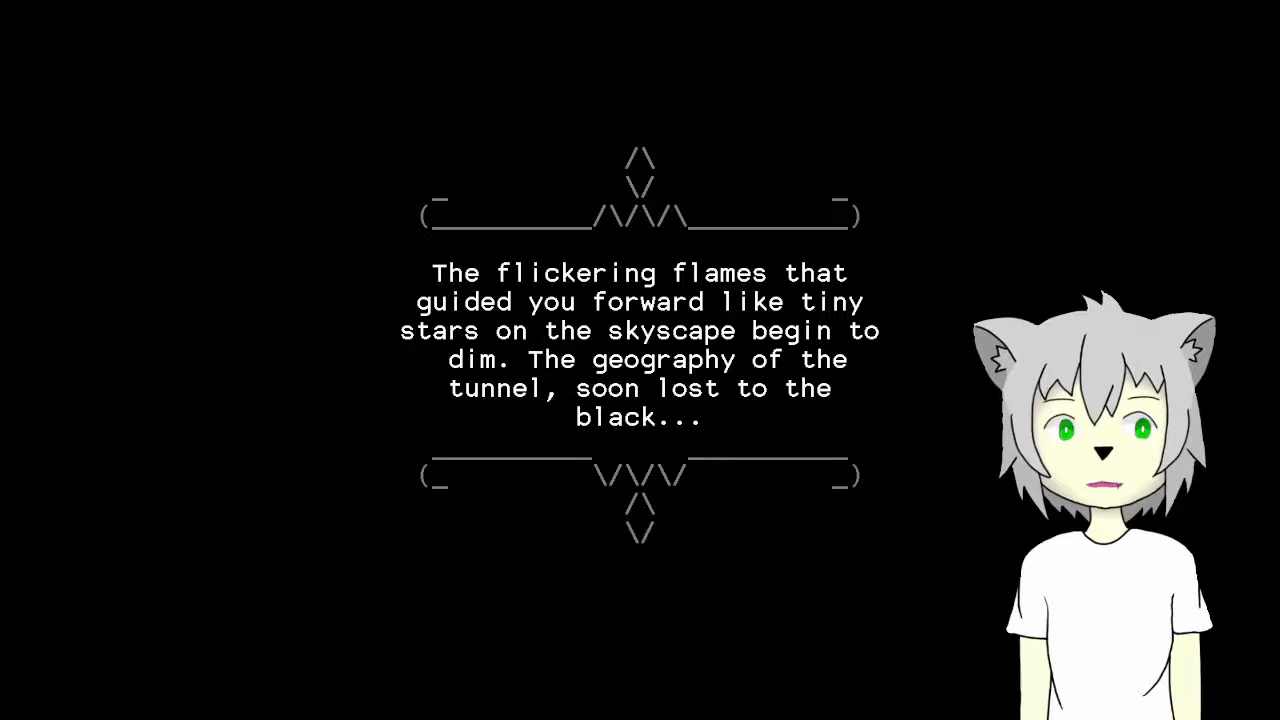 The flickering flames that
guided you forward like tiny
stars on the skyscape begin to
dim. The geography of the
tunnel, soon lost to the
black...